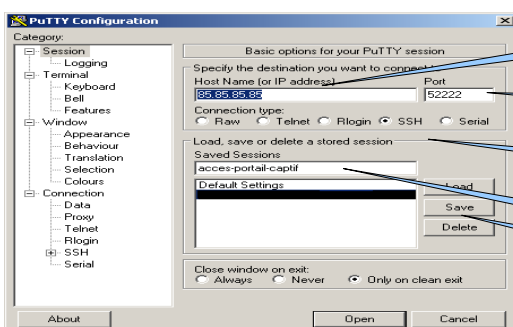 PuTTY Configuration
Category:
Session
Logging
Terminal
Keyboard
Bell
Features
Window
Appearance
Behaviour
Translation
Selection
Colours
Connection
Data
Proxy
Telnet
Rlogin
SSH
Serial
Basic options for your PuTTY session
Specify the destination you want to connect
Host Name (or IP address)
Port
85.85.85.85
52222
Connection type:
Raw Telnet Rlogin SSH Serial
Load, save or delete a stored session
Saved Sessions
acces-portail-captif
Default Settings
Load
Save
Delete
Close window on exit:
Always Never Only on clean exit
About
Open
Cancel